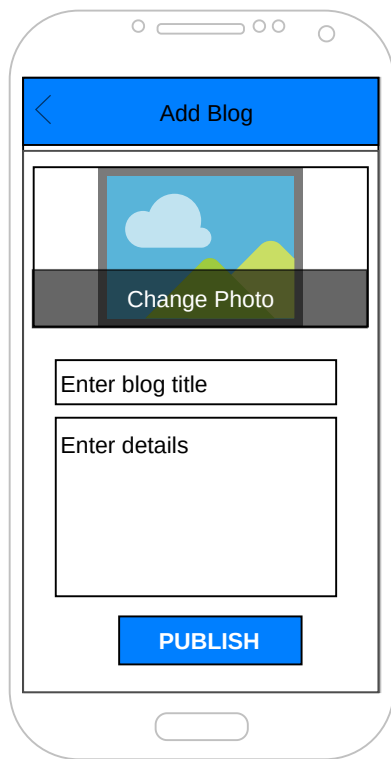 Add Blog
Change Photo
Enter blog title
Enter details
PUBLISH